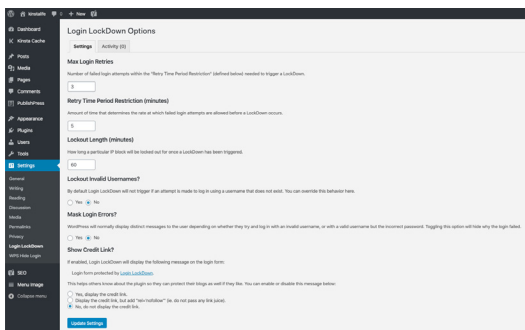 Kinstalife 0 + New
Dashboard
Kinsta Cache
Posts
Media
Pages
Comments
PublishPress
Appearance
Plugins
Users
Tools
Settings
General
Writing
Reading
Discussion
Media
Permalinks
Privacy
Login LockDown
WPS Hide Login
SEO
Menu Image
Collapse menu
Login LockDown Options
Settings Activity (0)
Max Login Retries
Number of failed login attempts within the "Retry Time Period Restriction" (defined below) needed to trigger a LockDown.
3
Retry Time Period Restriction (minutes)
Amount of time that determines the rate at which failed login attempts are allowed before a LockDown occurs.
5
Lockout Length (minutes)
How long a particular IP block will be locked out for once a LockDown has been triggered.
60
Lockout Invalid Usernames?
By default Login LockDown will not trigger if an attempt is made to log in using a username that does not exist. You can override this behavior here.
Yes No
Mask Login Errors?
WordPress will normally display distinct messages to the user depending on whether they try and log in with an invalid username, or with a valid username but the incorrect password. Toggling this option will hide why the login failed.
Yes No
Show Credit Link?
If enabled, Login LockDown will display the following message on the login form:
Login form protected by Login LockDown.
This helps others know about the plugin so they can protect their blogs as well if they like. You can enable or disable this message below:
Yes, display the credit link.
Display the credit link, but add "rel='nofollow'" (ie. do not pass any link juice).
No, do not display the credit link.
Update Settings